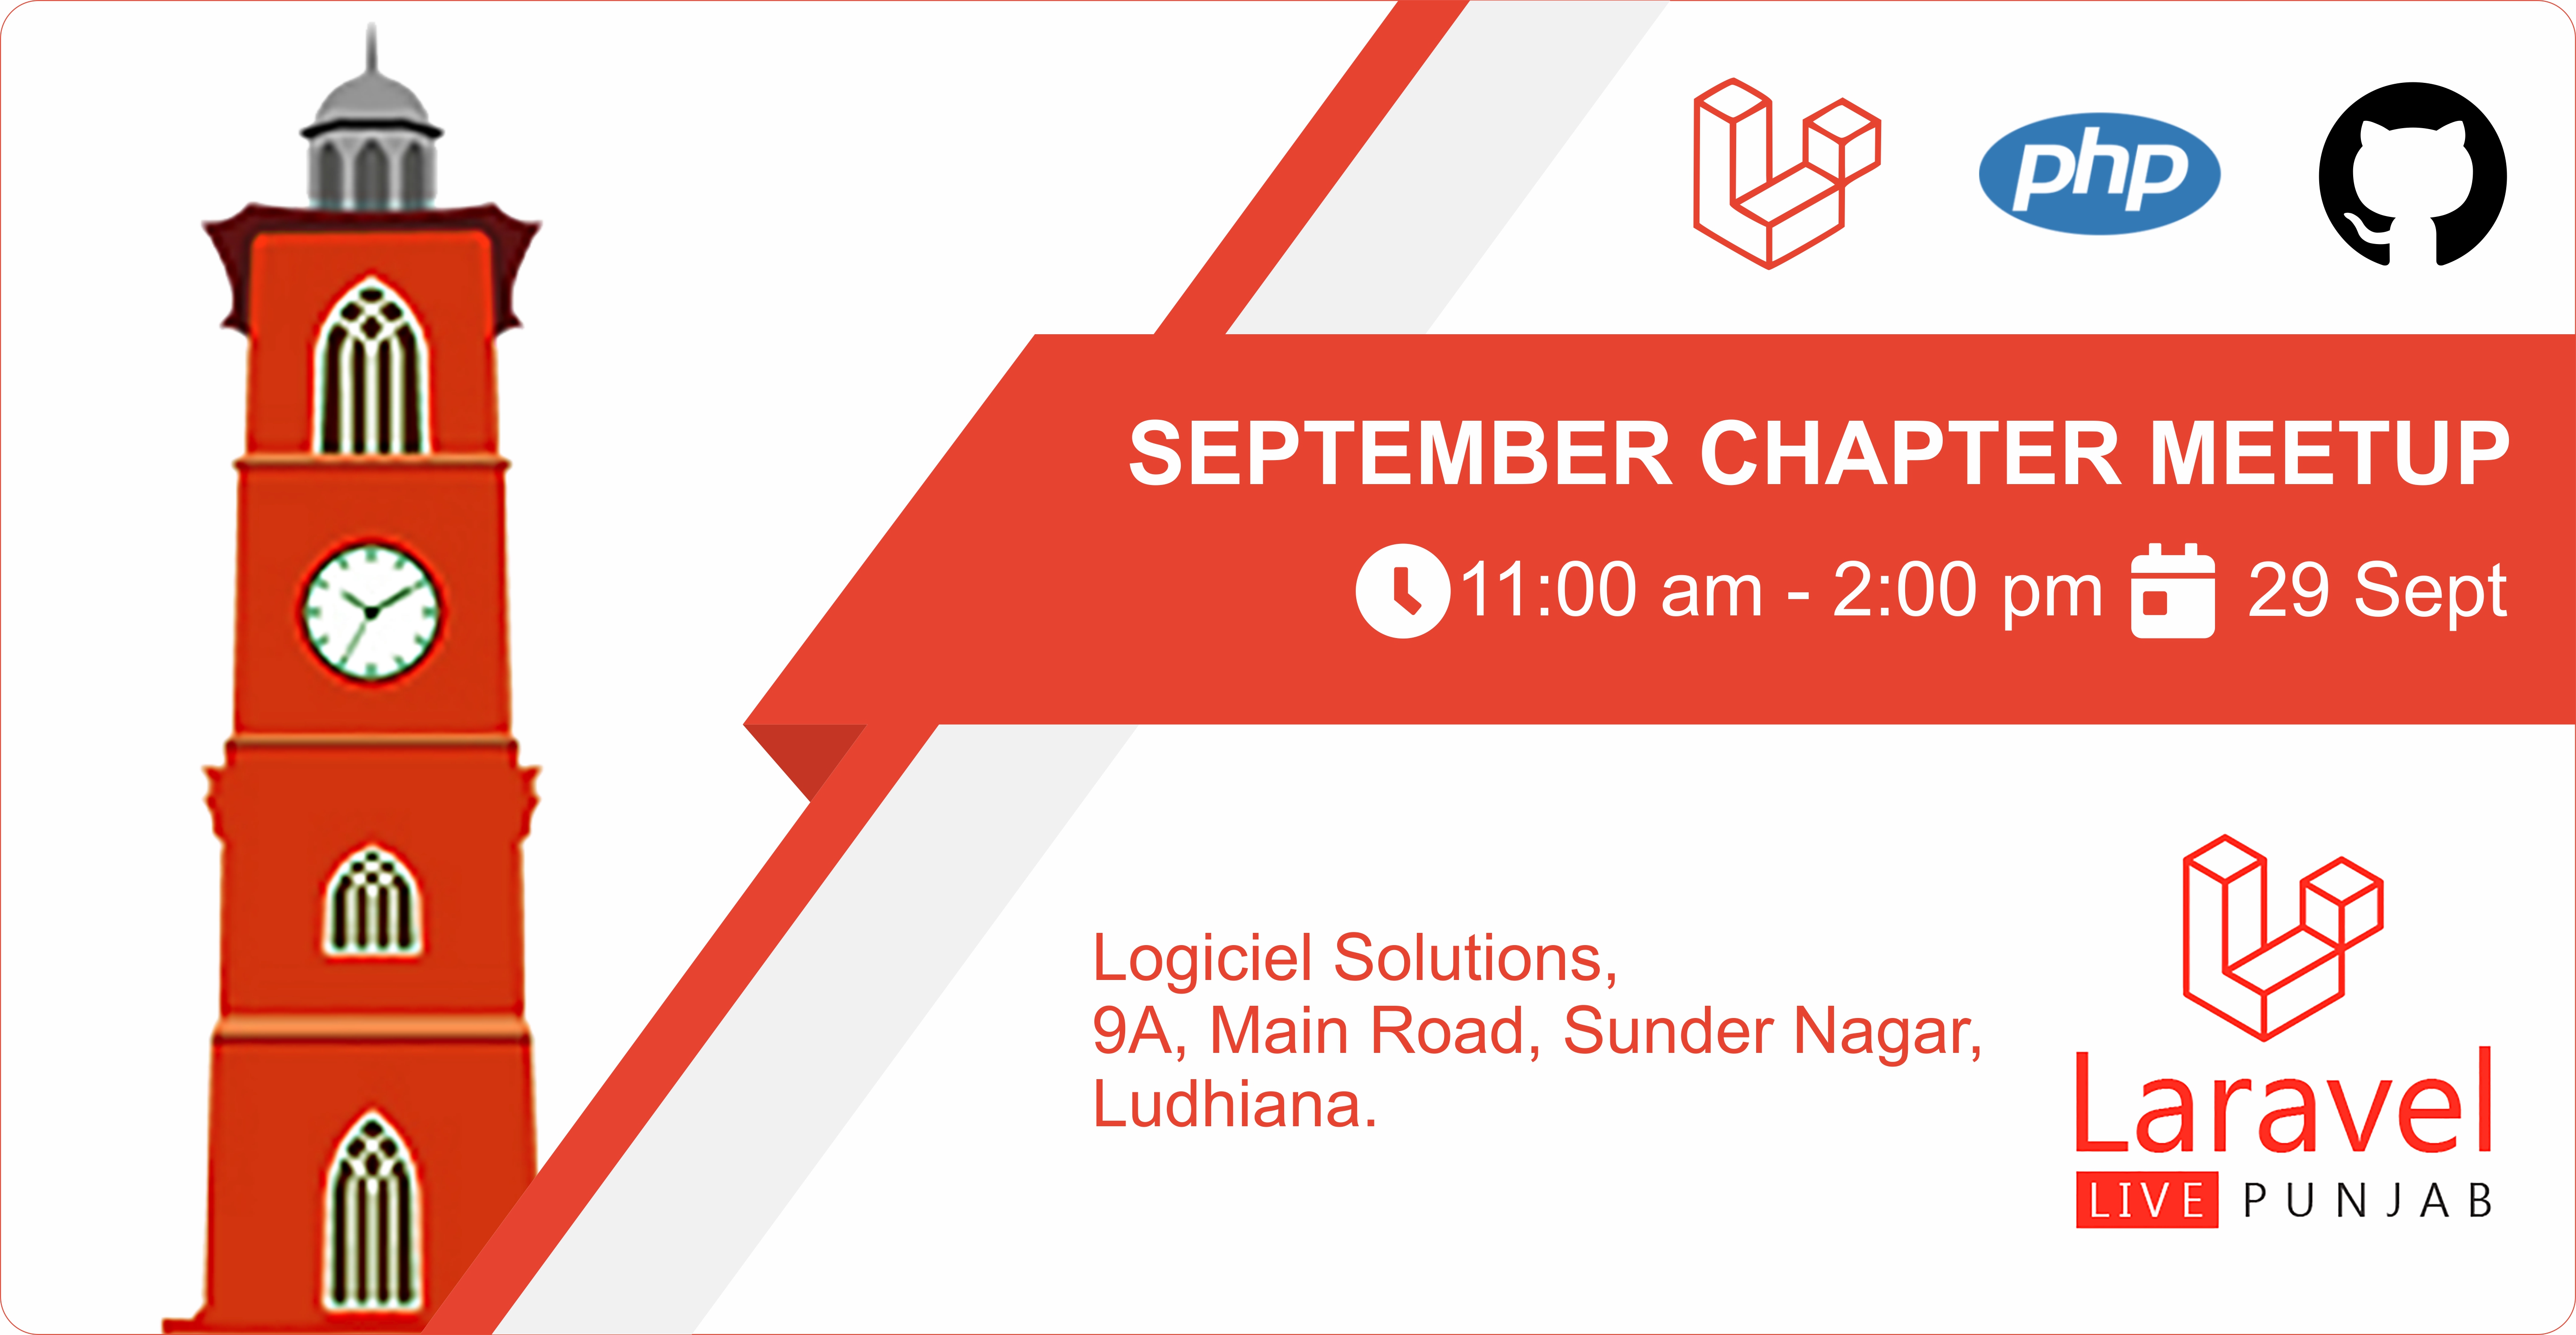 php
SEPTEMBER CHAPTER MEETUP
11:00 am - 2:00 pm 29 Sept
Logiciel Solutions,
9A, Main Road, Sunder Nagar,
Ludhiana.
Laravel
LIVE PUNJAB